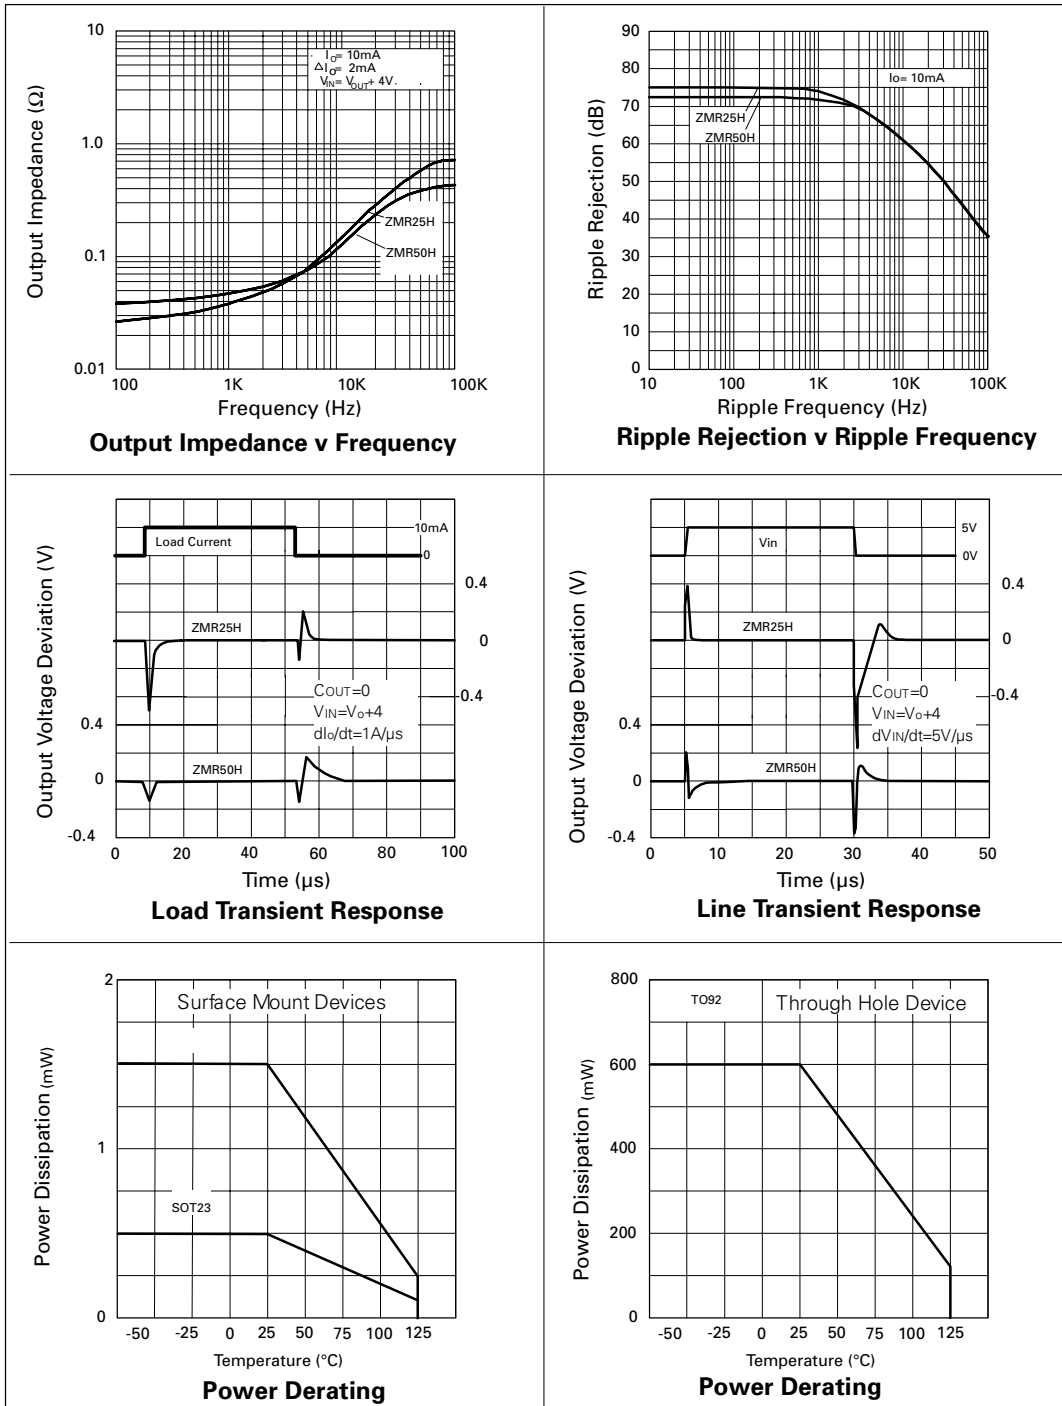 10
1.0
0.1
0.01
Output Impedance (Ω)
IO= 10mA
△IO= 2mA
VIN= VOUT+ 4V
ZMR25H
ZMR50H
100
1K
10K
100K
Frequency (Hz)
Output Impedance v Frequency
90
80
70
60
50
40
30
20
10
0
Ripple Rejection (dB)
Io= 10mA
ZMR25H
ZMR50H
10
100
1K
10K
100K
Ripple Frequency (Hz)
Ripple Rejection v Ripple Frequency
Output Voltage Deviation (V)
Load Current
10mA
0
0.4
ZMR25H
0
-0.4
COUT=0
VIN=VO+4
dIo/dt=1A/µs
0.4
ZMR50H
0
-0.4
0
20
40
60
80
100
Time (µs)
Load Transient Response
Output Voltage Deviation (V)
Vin
5V
0V
0.4
ZMR25H
0
-0.4
COUT=0
VIN=VO+4
dVIN/dt=5V/µs
0.4
ZMR50H
0
-0.4
0
10
20
30
40
50
Time (µs)
Line Transient Response
2
1
0
Power Dissipation (mW)
Surface Mount Devices
SOT23
-50
-25
0
25
50
75
100
125
Temperature (°C)
Power Derating
800
600
400
200
0
Power Dissipation (mW)
TO92
Through Hole Device
-50
-25
0
25
50
75
100
125
Temperature (°C)
Power Derating